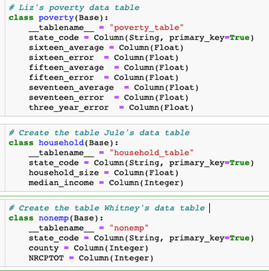 # Liz's poverty data table
class poverty(Base):
    __tablename__ = "poverty_table"
    state_code = Column(String, primary_key=True)
    sixteen_average = Column(Float)
    sixteen_error  = Column(Float)
    fifteen_average  = Column(Float)
    fifteen_error  = Column(Float)
    seventeen_average  = Column(Float)
    seventeen_error  = Column(Float)
    three_year_error  = Column(Float)
# Create the table Jule's data table
class household(Base):
    __tablename__ = "household_table"
    state_code = Column(String, primary_key=True)
    household_size = Column(Float)
    median_income = Column(Integer)
# Create the table Whitney's data table
class nonemp(Base):
    __tablename__ = "nonemp"
    state_code = Column(String, primary_key=True)
    county = Column(Integer)
    NRCPTOT = Column(Integer)